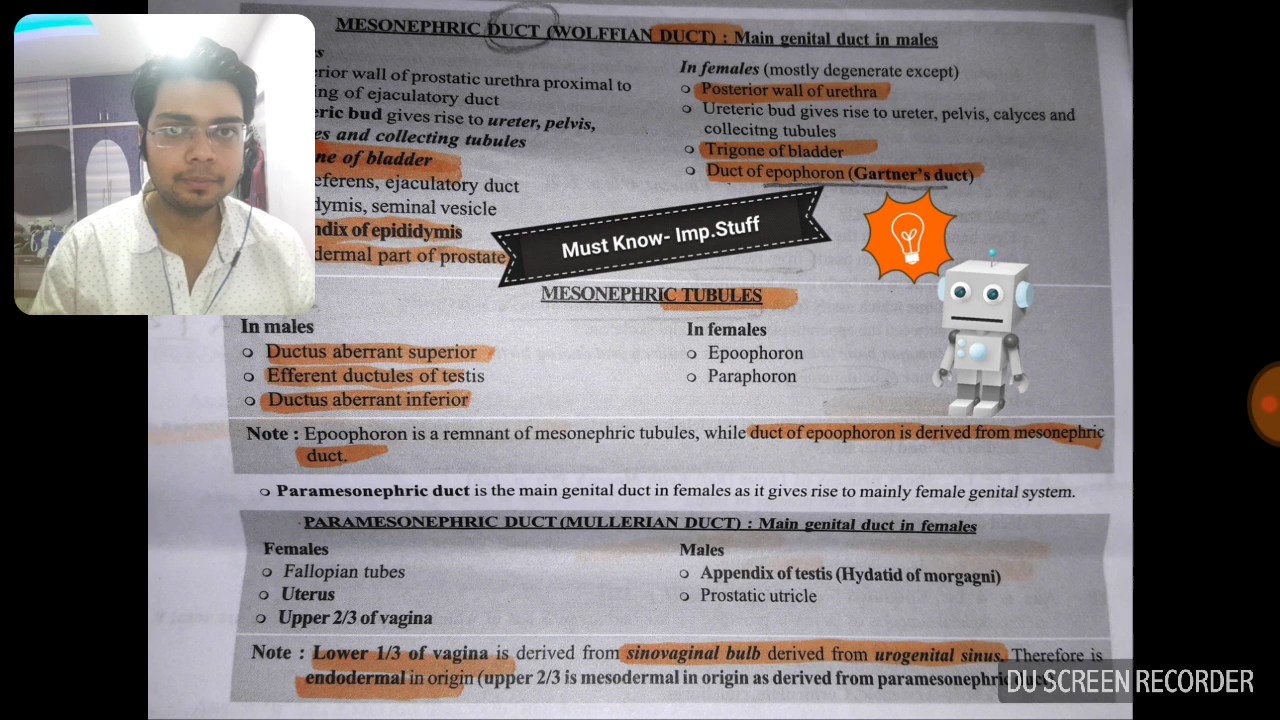 MESONEPHRIC DUCT (WOLFFIAN DUCT) : Main genital duct in males
rior wall of prostatic urethra proximal to
ng of ejaculatory duct
eric bud gives rise to ureter, pelvis,
es and collecting tubules
ne of bladder
eferens, ejaculatory duct
dymis, seminal vesicle
ndix of epididymis
dermal part of prostate
In females (mostly degenerate except)
o Posterior wall of urethra
o Ureteric bud gives rise to ureter, pelvis, calyces and
collecitng tubules
o Trigone of bladder
o Duct of epophoron (Gartner's duct)
Must Know- Imp.Stuff
MESONEPHRIC TUBULES
In males
o Ductus aberrant superior
o Efferent ductules of testis
o Ductus aberrant inferior
In females
o Epoophoron
o Paraphoron
Note : Epoophoron is a remnant of mesonephric tubules, while duct of epoophoron is derived from mesonephric
duct.
o Paramesonephric duct is the main genital duct in females as it gives rise to mainly female genital system.
PARAMESONEPHRIC DUCT (MULLERIAN DUCT) : Main genital duct in females
Females
o Fallopian tubes
o Uterus
o Upper 2/3 of vagina
Males
o Appendix of testis (Hydatid of morgagni)
o Prostatic utricle
Note : Lower 1/3 of vagina is derived from sinovaginal bulb derived from urogenital sinus. Therefore is
endodermal in origin (upper 2/3 is mesodermal in origin as derived from paramesonephric
DU SCREEN RECORDER